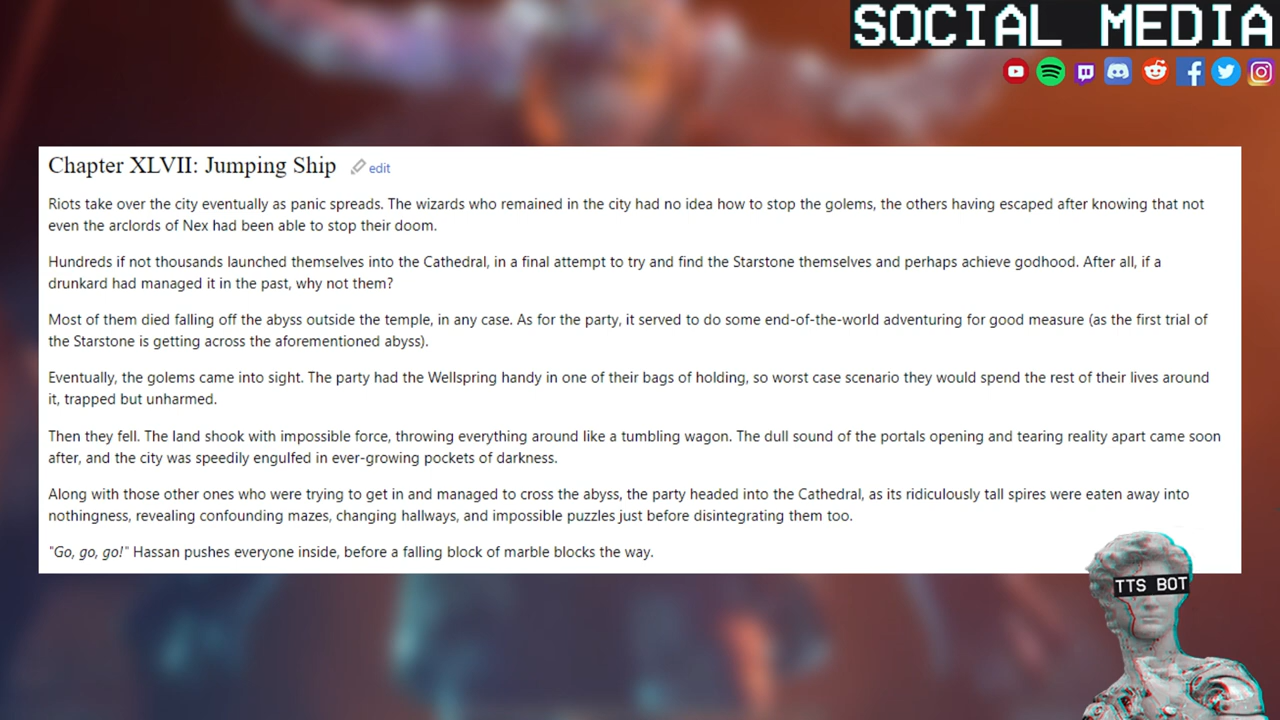 SOCIAL MEDIA
Chapter XLVII: Jumping Ship edit
Riots take over the city eventually as panic spreads. The wizards who remained in the city had no idea how to stop the golems, the others having escaped after knowing that not
even the arclords of Nex had been able to stop their doom.
Hundreds if not thousands launched themselves into the Cathedral, in a final attempt to try and find the Starstone themselves and perhaps achieve godhood. After all, if a
drunkard had managed it in the past, why not them?
Most of them died falling off the abyss outside the temple, in any case. As for the party, it served to do some end-of-the-world adventuring for good measure (as the first trial of
the Starstone is getting across the aforementioned abyss).
Eventually, the golems came into sight. The party had the Wellspring handy in one of their bags of holding, so worst case scenario they would spend the rest of their lives around
it, trapped but unharmed.
Then they fell. The land shook with impossible force, throwing everything around like a tumbling wagon. The dull sound of the portals opening and tearing reality apart came soon
after, and the city was speedily engulfed in ever-growing pockets of darkness.
Along with those other ones who were trying to get in and managed to cross the abyss, the party headed into the Cathedral, as its ridiculously tall spires were eaten away into
nothingness, revealing confounding mazes, changing hallways, and impossible puzzles just before disintegrating them too.
"Go, go, go!" Hassan pushes everyone inside, before a falling block of marble blocks the way.
TTS BOT